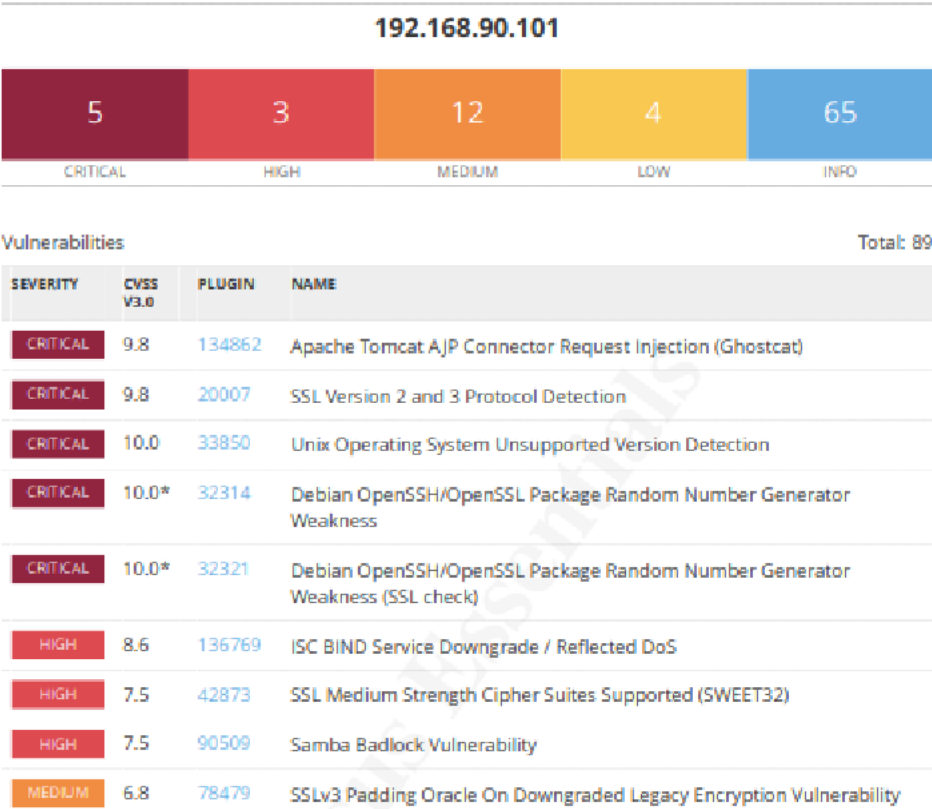 192.168.90.101
5 3 12 4 65
CRITICAL HIGH MEDIUM LOW INFO
Vulnerabilities Total: 89
SEVERITY CVSS V3.0 PLUGIN NAME
CRITICAL 9.8 134862 Apache Tomcat AJP Connector Request Injection (Ghostcat)
CRITICAL 9.8 20007 SSL Version 2 and 3 Protocol Detection
CRITICAL 10.0 33850 Unix Operating System Unsupported Version Detection
CRITICAL 10.0* 32314 Debian OpenSSH/OpenSSL Package Random Number Generator
Weakness
CRITICAL 10.0* 32321 Debian OpenSSH/OpenSSL Package Random Number Generator
Weakness (SSL check)
HIGH 8.6 136769 ISC BIND Service Downgrade / Reflected DoS
HIGH 7.5 42873 SSL Medium Strength Cipher Suites Supported (SWEET32)
HIGH 7.5 90509 Samba Badlock Vulnerability
MEDIUM 6.8 78479 SSLv3 Padding Oracle On Downgraded Legacy Encryption Vulnerability
us Essentials